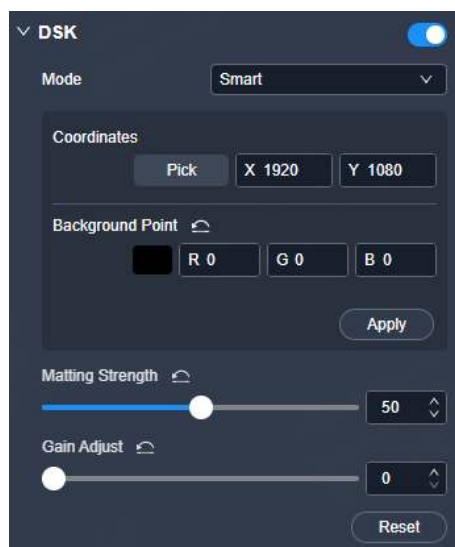 DSK
Mode Smart
Coordinates
Pick X 1920 Y 1080
Background Point
R 0 G 0 B 0
Apply
Matting Strength
50
Gain Adjust
0
Reset